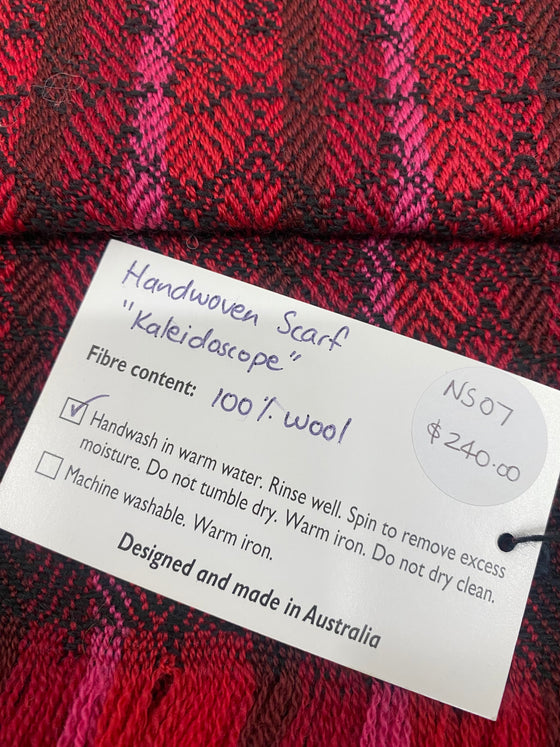 Handwoven Scarf
"Kaleidoscope"
Fibre content: 100% wool
NS07
$240.00
Handwash in warm water. Rinse well. Spin to remove excess
moisture. Do not tumble dry. Warm iron. Do not dry clean.
Machine washable. Warm iron.
Designed and made in Australia